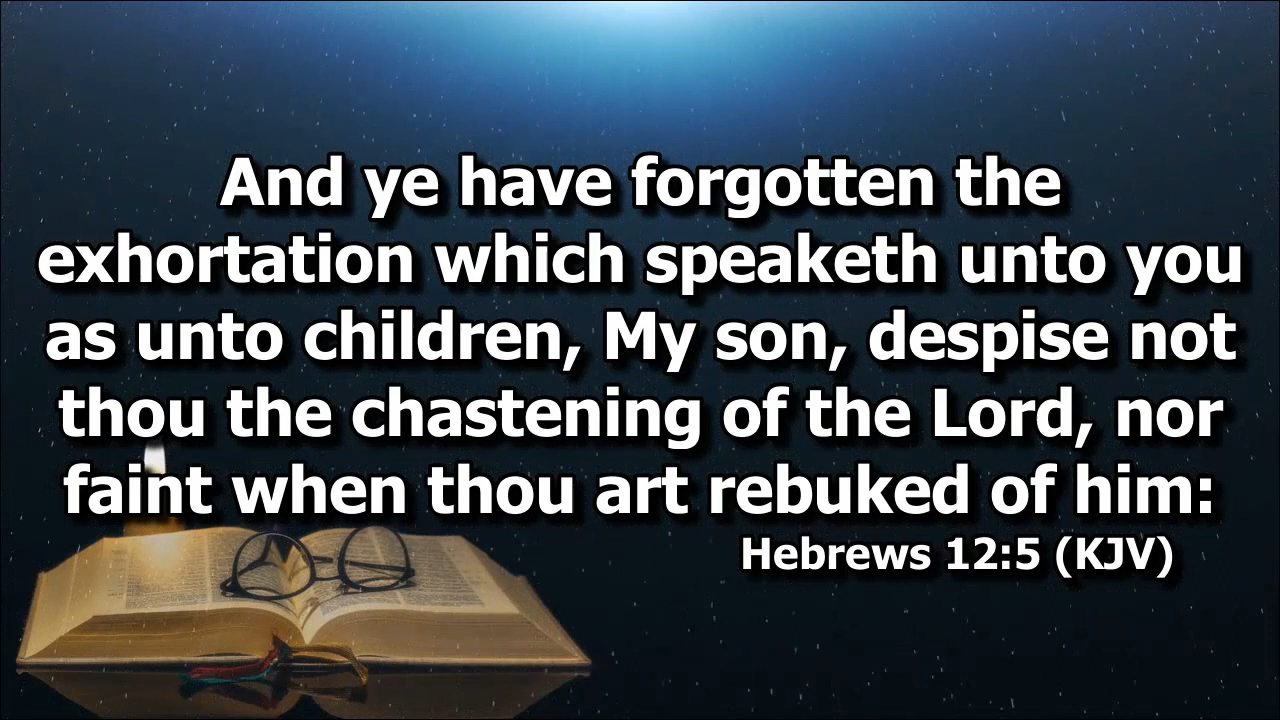 And ye have forgotten the
exhortation which speaketh unto you
as unto children, My son, despise not
thou the chastening of the Lord, nor
faint when thou art rebuked of him:
Hebrews 12:5 (KJV)